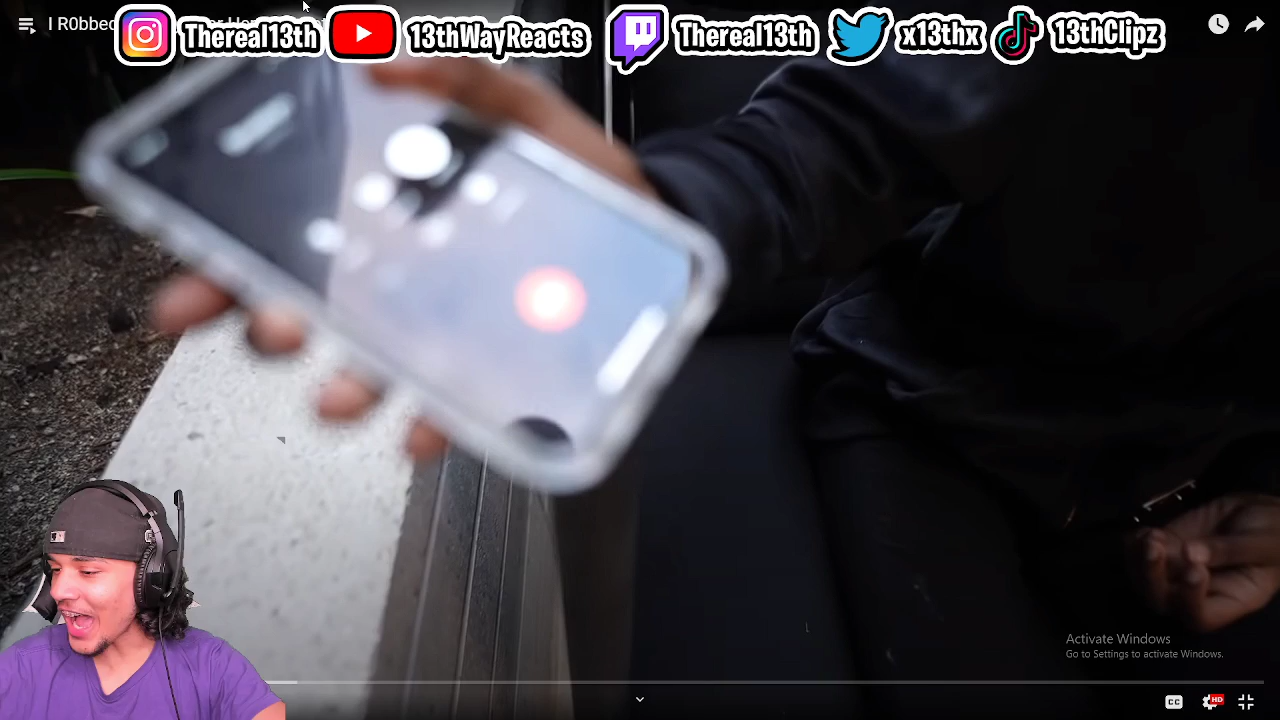 I R0bbed
Thereal13th
13thWayReacts
Thereal13th
x13thx
13thClipz
Activate Windows
Go to Settings to activate Windows.
CC
HD